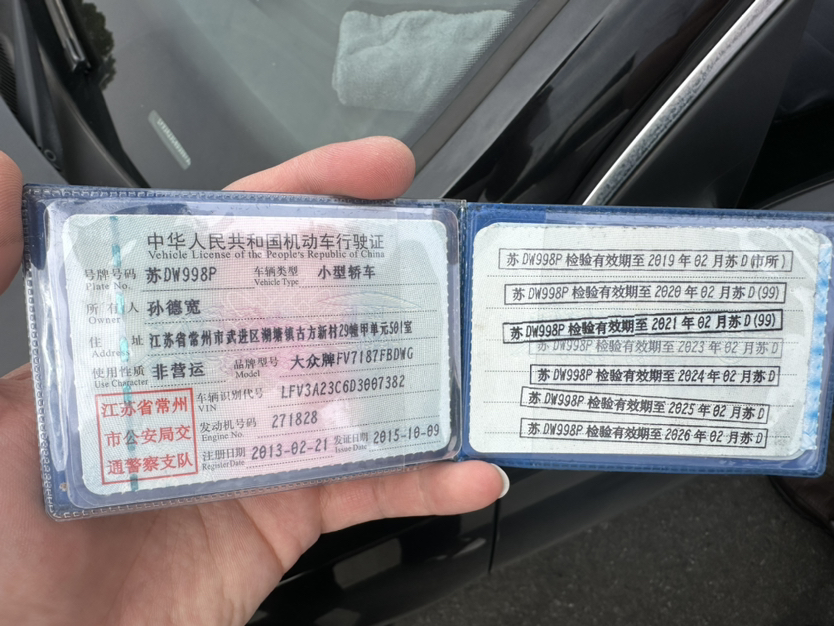 中华人民共和国机动车行驶证
Vehicle License of the People's Republic of China
号牌号码 苏DW998P 车辆类型 小型轿车
Plate No. Vehicle Type
所有人 孙德宽
Owner
住址 江苏省常州市武进区湖塘镇古方新村29幢甲单元501室
Address
使用性质 非营运 品牌型号 大众牌FV7187FBDWG
Use Character Model
江苏省常州
市公安局交
通警察支队
车辆识别代号 LFV3A23C6D3007382
VIN
发动机号码 271828
Engine No.
注册日期 2013-02-21 发证日期 2015-10-09
Register Date Issue Date
苏DW998P 检验有效期至 2019年02月苏D(市所)
苏DW998P 检验有效期至 2020年02月苏D(99)
苏DW998P 检验有效期至 2021年02月苏D(99)
苏DW998P 检验有效期至 2023年02月苏D
苏DW998P 检验有效期至 2024年02月苏D
苏DW998P 检验有效期至 2025年02月苏D
苏DW998P 检验有效期至 2026年02月苏D